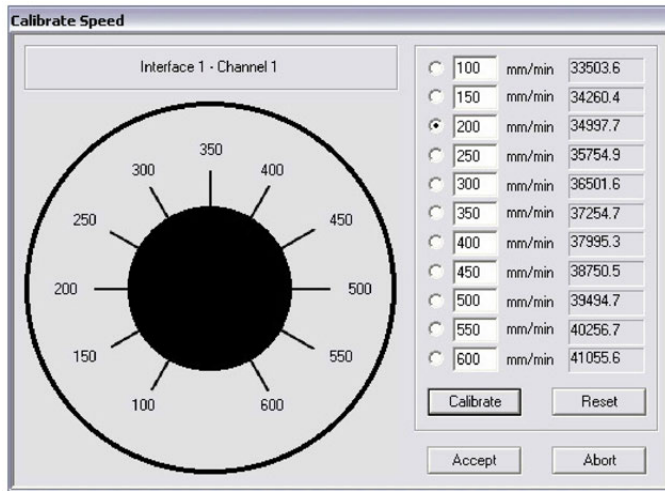 Calibrate Speed
Interface 1 - Channel 1
350
300
400
250
450
200
500
150
550
100
600
100 mm/min 33503.6
150 mm/min 34260.4
200 mm/min 34997.7
250 mm/min 35754.9
300 mm/min 36501.6
350 mm/min 37254.7
400 mm/min 37995.3
450 mm/min 38750.5
500 mm/min 39494.7
550 mm/min 40256.7
600 mm/min 41055.6
Calibrate Reset
Accept Abort